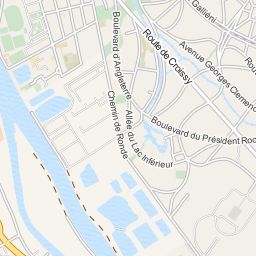 Gallieni
Route de Croissy
Avenue Georges Clemenc
Boulevard d'Angleterre
Chemin de Ronde
Allée du Lac Inférieur
Boulevard du Président Roo